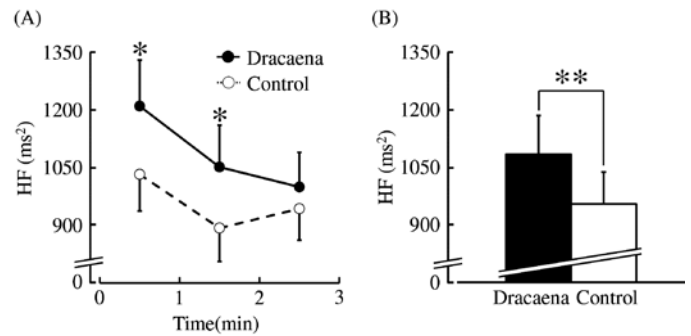 (A)
HF (ms²)
1350
1200
1050
900
0
*
*
Dracaena
Control
0 1 2 3
Time(min)
(B)
HF (ms²)
1350
1200
1050
900
0
**
Dracaena Control